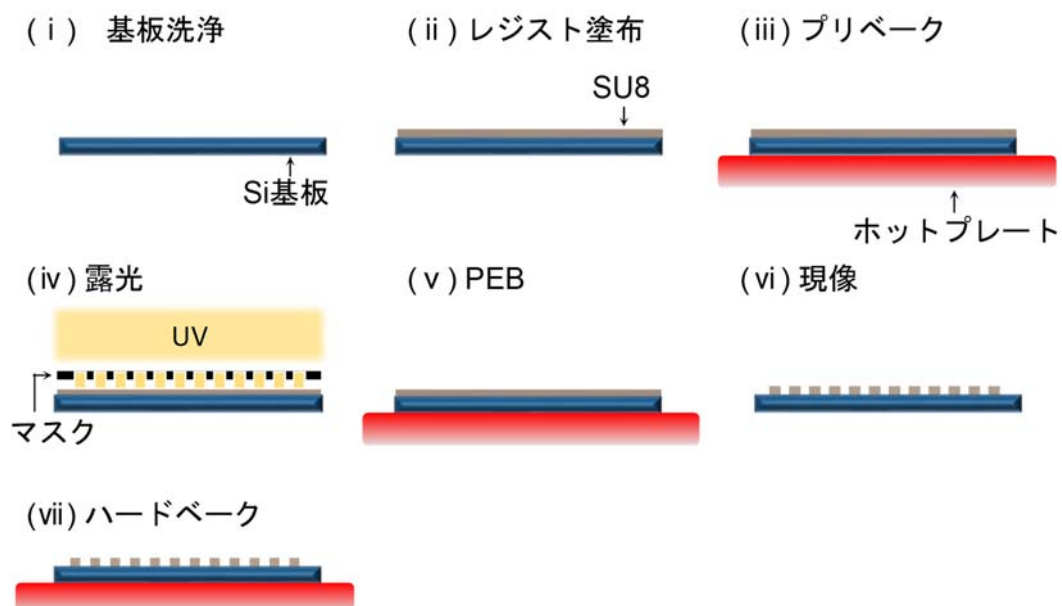 (ⅰ) 基板洗浄
Si基板
(ⅱ) レジスト塗布
SU8
(ⅲ) プリベーク
ホットプレート
(ⅳ) 露光
UV
マスク
(ⅴ) PEB
(ⅵ) 現像
(ⅶ) ハードベーク